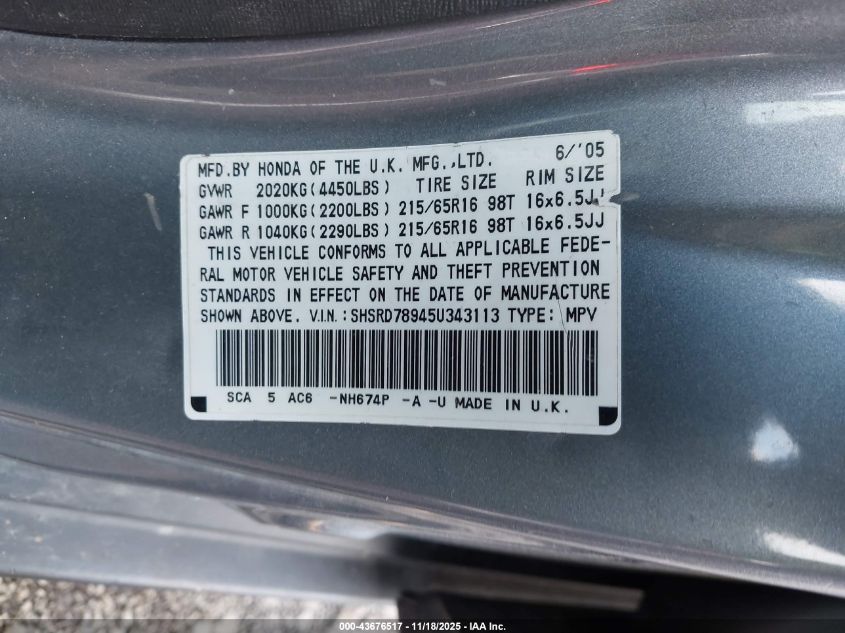 MFD.BY HONDA OF THE U.K. MFG.,LTD. 6/'05
GVWR 2020KG(4450LBS) TIRE SIZE RIM SIZE
GAWR F 1000KG(2200LBS) 215/65R16 98T 16x6.5JJ
GAWR R 1040KG(2290LBS) 215/65R16 98T 16x6.5JJ
THIS VEHICLE CONFORMS TO ALL APPLICABLE FEDE-
RAL MOTOR VEHICLE SAFETY AND THEFT PREVENTION
STANDARDS IN EFFECT ON THE DATE OF MANUFACTURE
SHOWN ABOVE. V.I.N.:SHSRD78945U343113 TYPE: MPV
SCA 5 AC6 -NH674P -A -U MADE IN U.K.
000-43676517 — 11/18/2025 — IAA Inc.